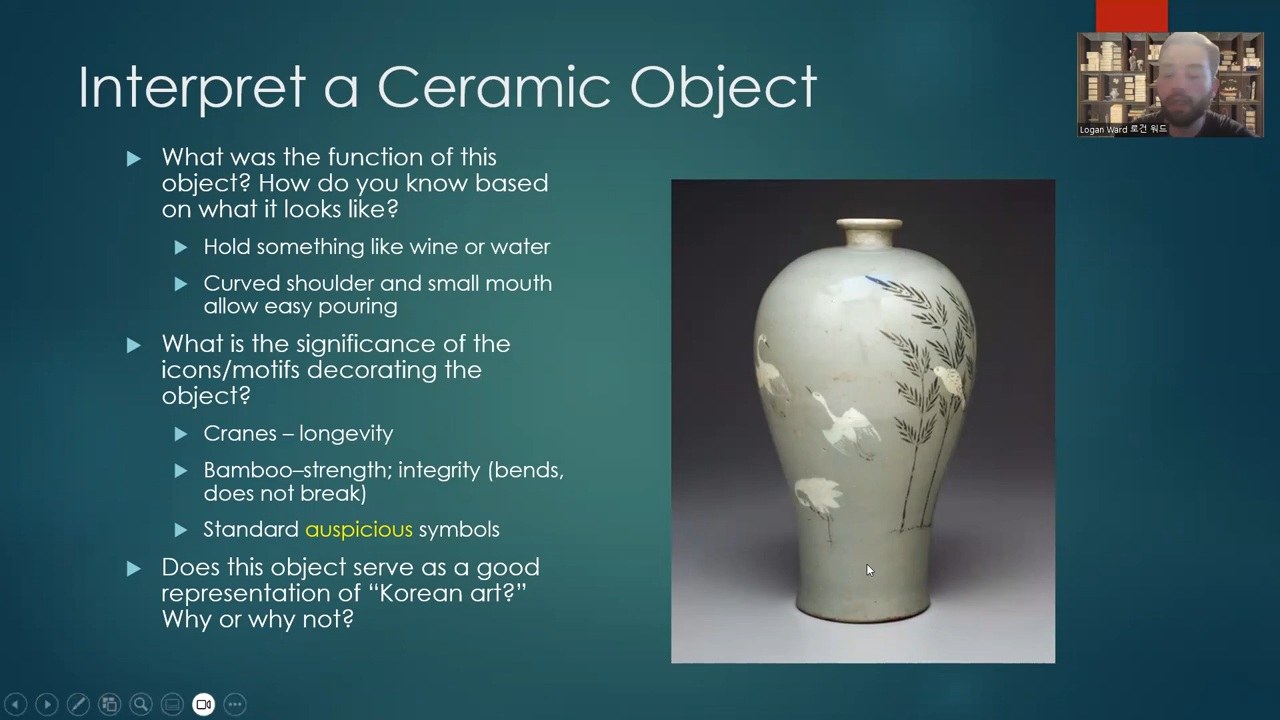 Interpret a Ceramic Object
Logan Ward 로건 워드
What was the function of this
object? How do you know based
on what it looks like?
Hold something like wine or water
Curved shoulder and small mouth
allow easy pouring
What is the significance of the
icons/motifs decorating the
object?
Cranes – longevity
Bamboo–strength; integrity (bends,
does not break)
Standard auspicious symbols
Does this object serve as a good
representation of “Korean art?”
Why or why not?